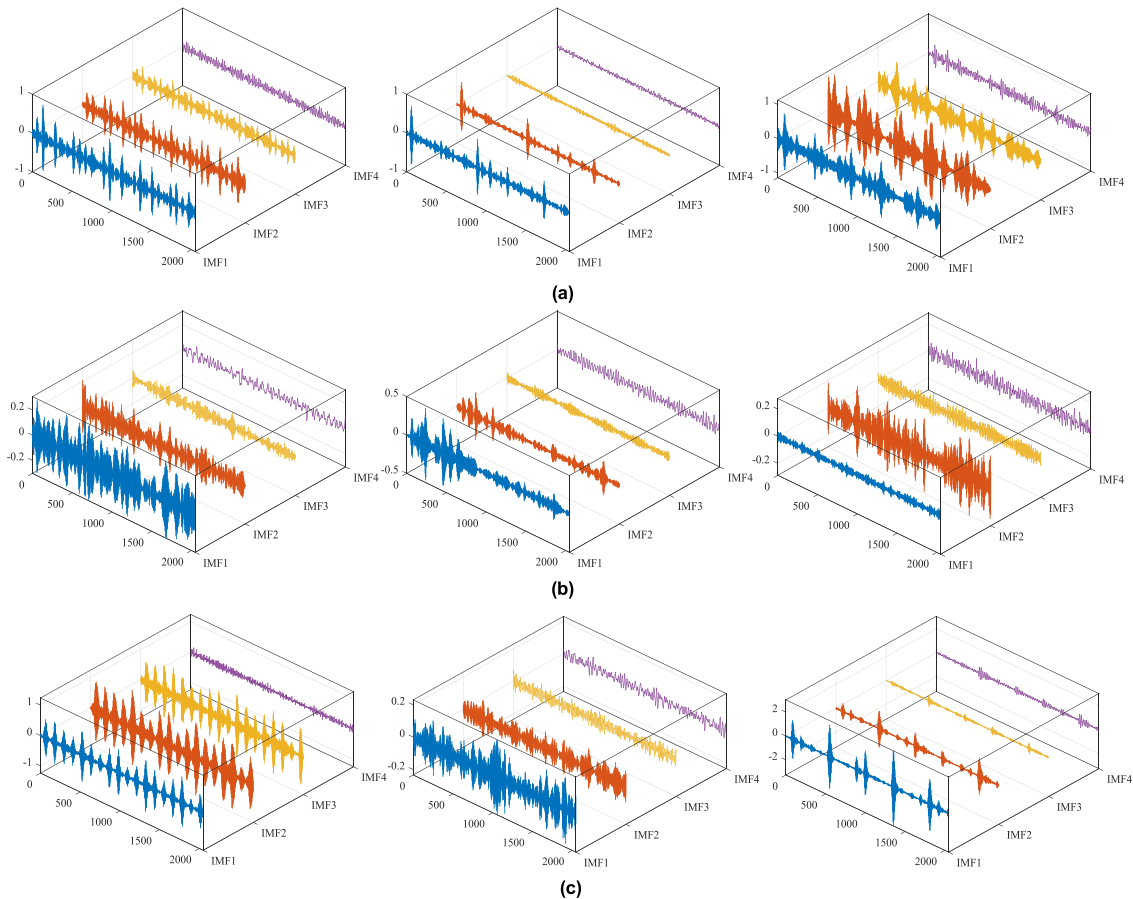 1 0 -1 0 500 1000 1500 2000 IMF1 IMF2 IMF3 IMF4
1 0 -1 0 500 1000 1500 2000 IMF1 IMF2 IMF3 IMF4
1 0 -1 0 500 1000 1500 2000 IMF1 IMF2 IMF3 IMF4
(a)
0.2 0 -0.2 0 500 1000 1500 2000 IMF1 IMF2 IMF3 IMF4
0.5 0 -0.5 0 500 1000 1500 2000 IMF1 IMF2 IMF3 IMF4
0.2 0 -0.2 0 500 1000 1500 2000 IMF1 IMF2 IMF3 IMF4
(b)
1 0 -1 0 500 1000 1500 2000 IMF1 IMF2 IMF3 IMF4
0.2 0 -0.2 0 500 1000 1500 2000 IMF1 IMF2 IMF3 IMF4
2 0 -2 0 500 1000 1500 2000 IMF1 IMF2 IMF3 IMF4
(c)